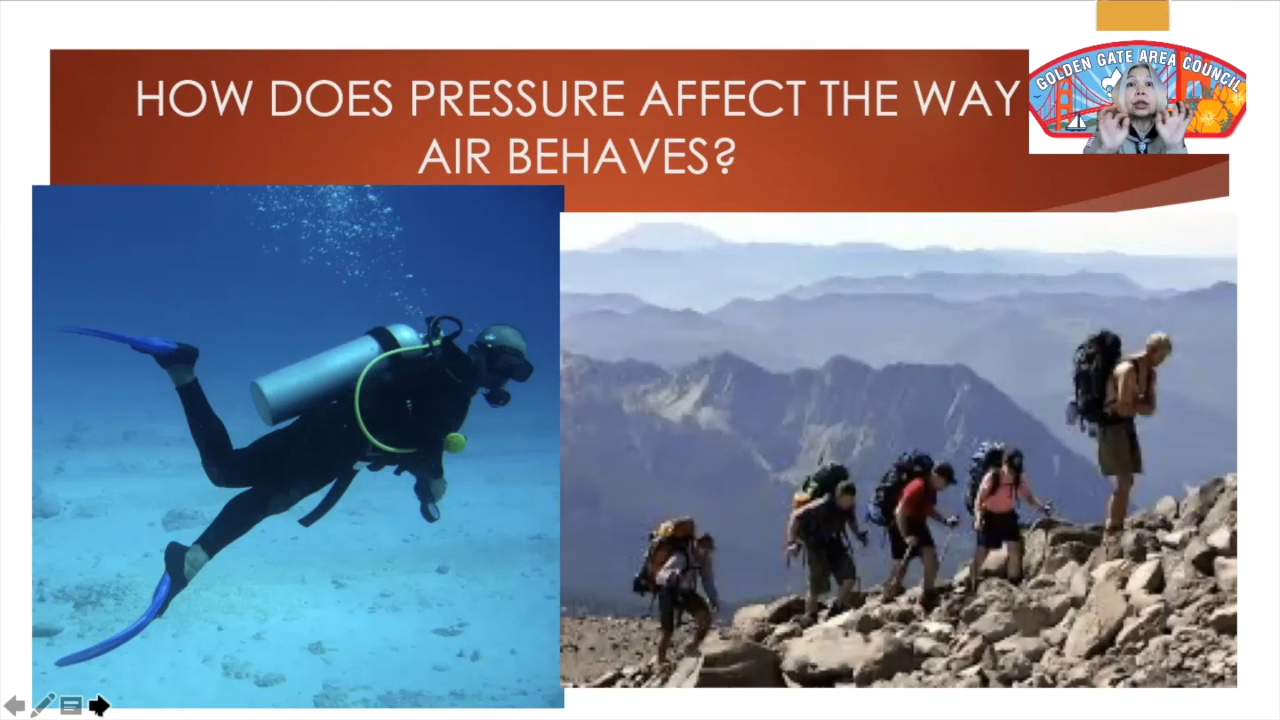 HOW DOES PRESSURE AFFECT THE WAY
AIR BEHAVES?
GOLDEN GATE AREA COUNCIL